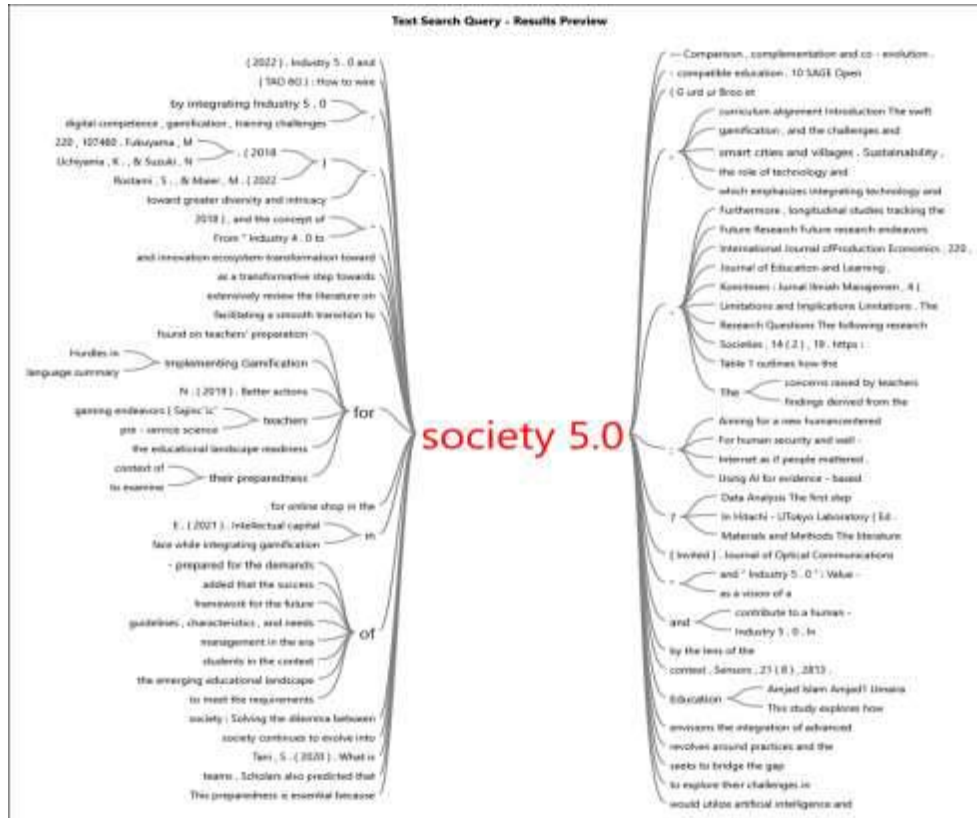 Text Search Query - Results Preview
( 2022 ) . Industry 5 . 0 and
( TAO 6G ) : How to wire
by integrating Industry 5 . 0
digital competence , gamification , training challenges
,
220 , 107460 . Fukuyama , M
Uchiyama , K . , & Suzuki , N
. ( 2018
Rostami , S . , & Maier , M . ( 2022
)
toward greater diversity and intricacy
.
2018 ) , and the concept of
From " Industry 4 . 0 to
"
and innovation ecosystem transformation toward
as a transformative step towards
extensively review the literature on
facilitating a smooth transition to
found on teachers' preparation
Hurdles in
language summary
Implementing Gamification
N . ( 2019 ) . Better actions
gaming endeavors (
pre - service science
teachers
the educational landscape readiness
context of
to examine
their preparedness
for
for online shop in the
E . ( 2021 ) . Intellectual capital
face while integrating gamification
in
- prepared for the demands
added that the success
framework for the future
guidelines , characteristics , and needs
management in the era
students in the context
the emerging educational landscape
to meet the requirements
of
society : Solving the dilemma between
society continues to evolve into
Tani , S . ( 2020 ) . What is
teams . Scholars also predicted that
This preparedness is essential because
society 5.0
— Comparison , complementation and co - evolution .
- compatible education . 10 SAGE Open
( G urd ur Broo et
,
curriculum alignment Introduction The swift
gamification , and the challenges and
smart cities and villages , Sustainability ,
the role of technology and
which emphasizes integrating technology and
.
Furthermore , longitudinal studies tracking the
Future Research Future research endeavors
International Journal ofProduction Economics , 220 ,
Journal of Education and Learning ,
Komitmen : Jurnal Ilmiah Manajemen , 4 (
Limitations and Implications Limitations . The
Research Questions The following research
Societies , 14 ( 2 ) , 19 . https :
Table 1 outlines how the
The
concerns raised by teachers
findings derived from the
:
Aiming for a new humancentered
For human security and well -
Internet as if people mattered .
Using AI for evidence - based
?
Data Analysis The first step
In Hitachi - UTokyo Laboratory ( Ed .
Materials and Methods The literature
[ Invited ] . Journal of Optical Communications
"
and " Industry 5 . 0 " : Value -
as a vision of a
and
contribute to a human -
Industry 5 . 0 . In
by the lens of the
context . Sensors , 21 ( 8 ) , 2813 .
Education
Amjad Islam Amjad1 Umaira
This study explores how
envisions the integration of advanced
revolves around practices and the
seeks to bridge the gap
to explore their challenges in
would utilize artificial intelligence and